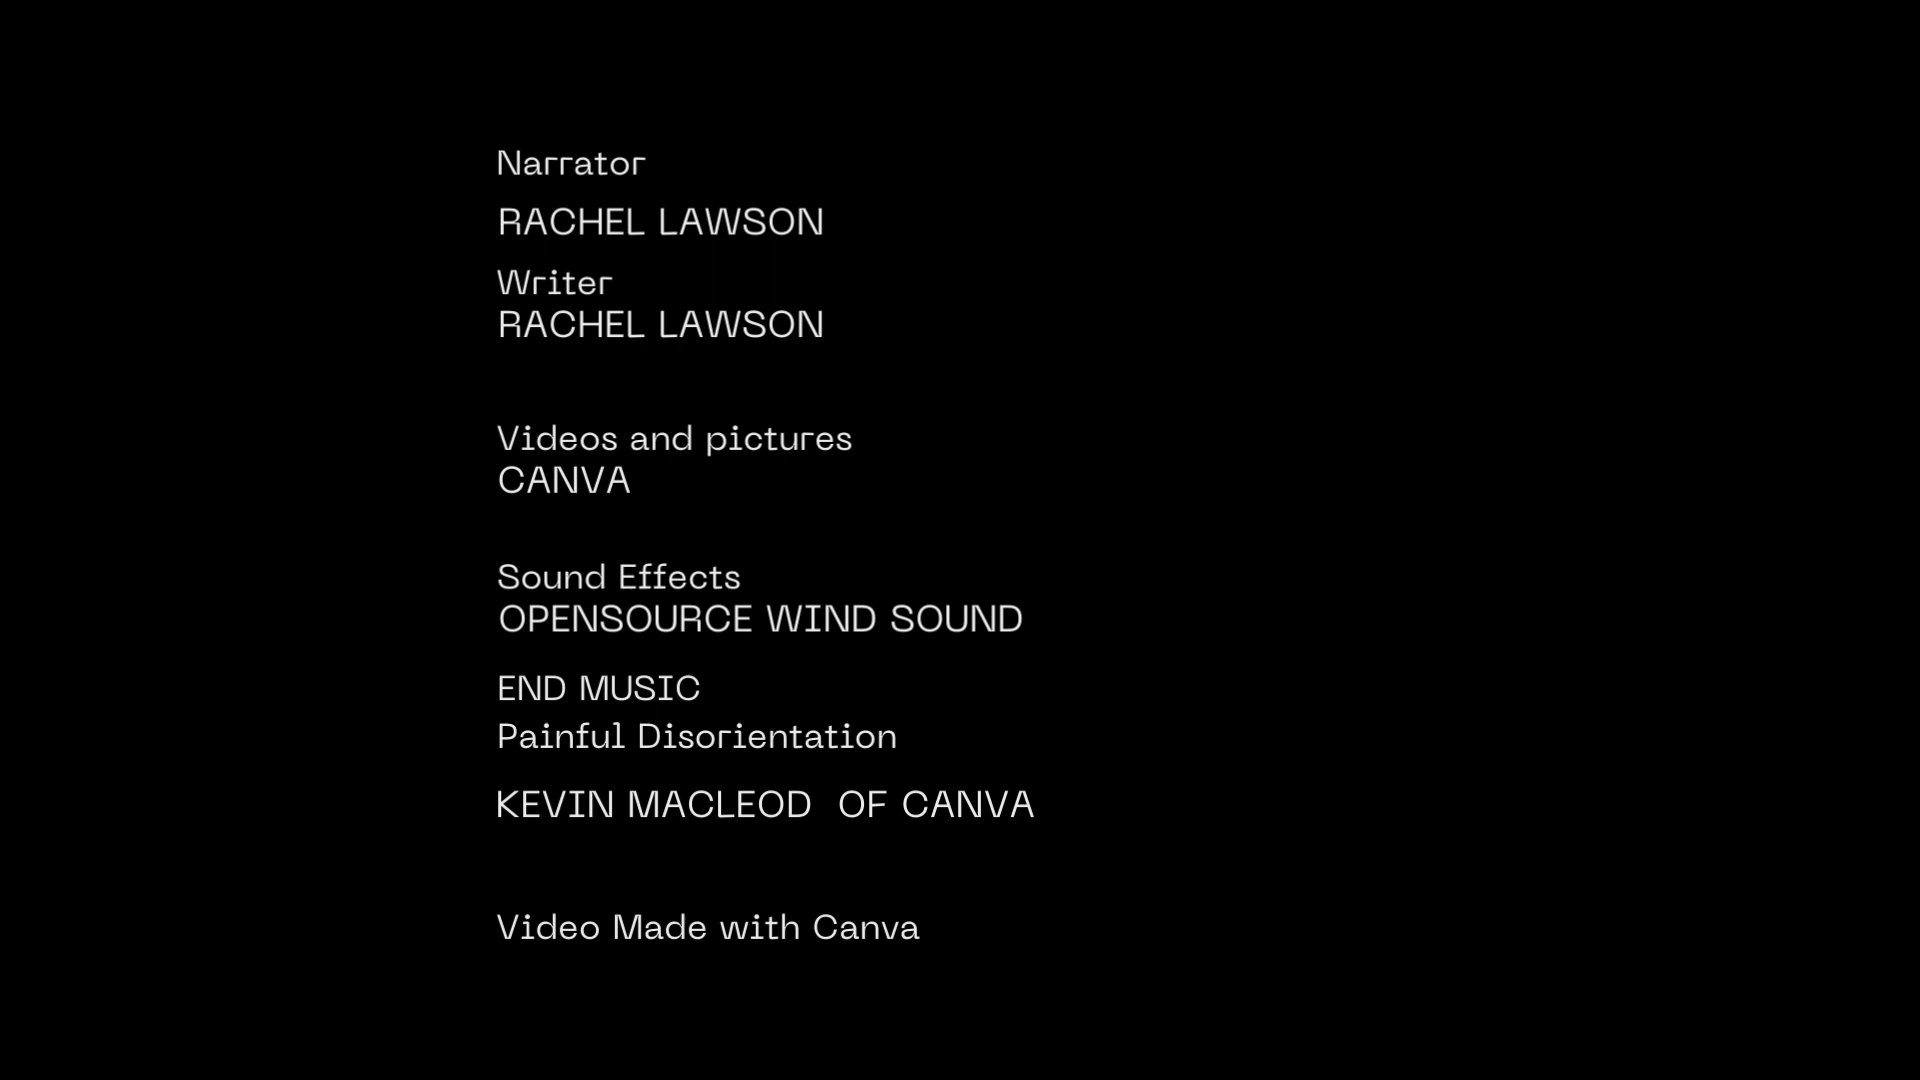 Narrator
RACHEL LAWSON
Writer
RACHEL LAWSON
Videos and pictures
CANVA
Sound Effects
OPENSOURCE WIND SOUND
END MUSIC
Painful Disorientation
KEVIN MACLEOD  OF CANVA
Video Made with Canva